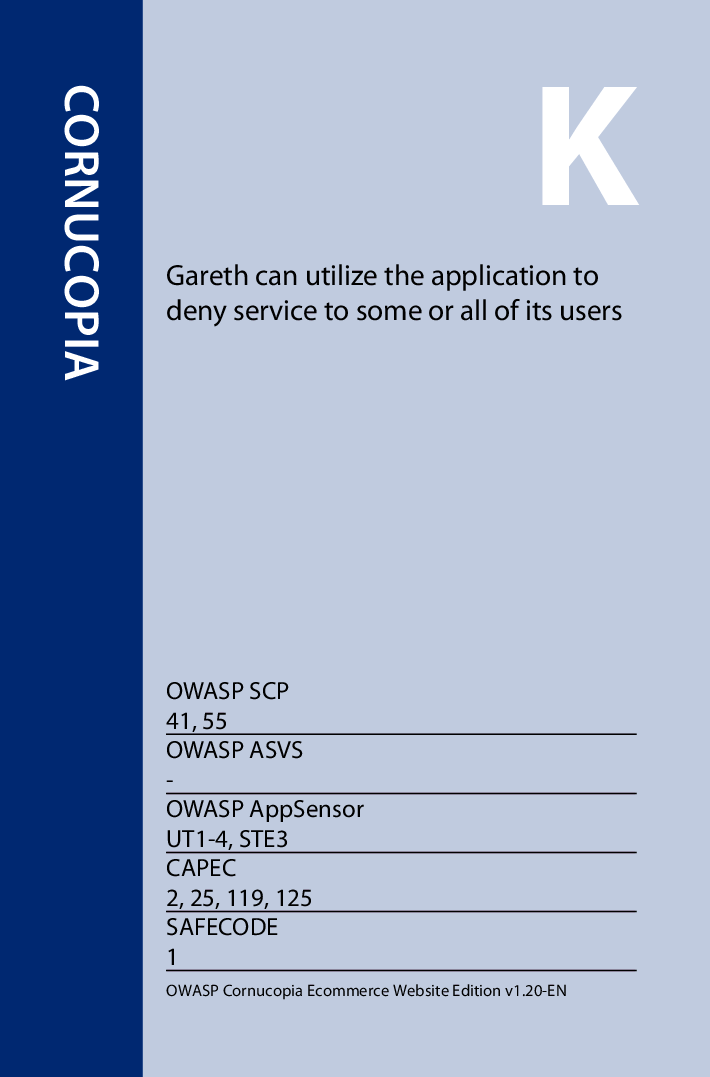 CORNUCOPIA
K
Gareth can utilize the application to
deny service to some or all of its users
OWASP SCP
41, 55
OWASP ASVS
-
OWASP AppSensor
UT1-4, STE3
CAPEC
2, 25, 119, 125
SAFECODE
1
OWASP Cornucopia Ecommerce Website Edition v1.20-EN